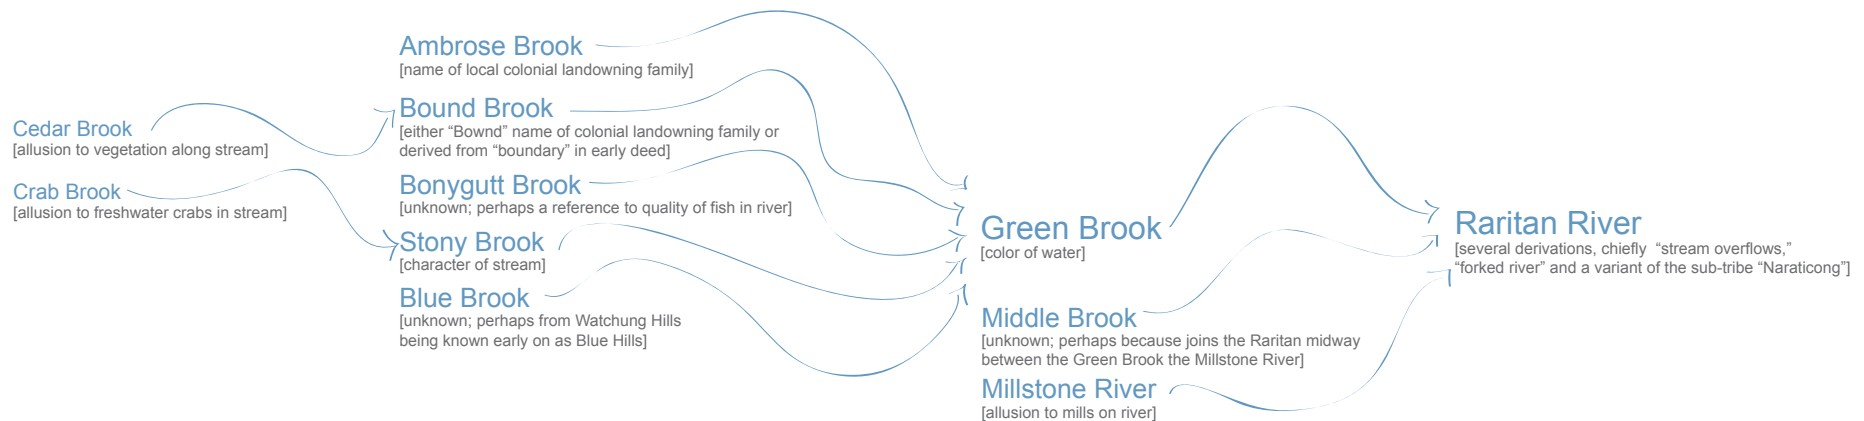 Cedar Brook
[allusion to vegetation along stream]
Crab Brook
[allusion to freshwater crabs in stream]
Ambrose Brook
[name of local colonial landowning family]
Bound Brook
[either “Bownd” name of colonial landowning family or
derived from “boundary” in early deed]
Bonygutt Brook
[unknown; perhaps a reference to quality of fish in river]
Stony Brook
[character of stream]
Blue Brook
[unknown; perhaps from Watchung Hills
being known early on as Blue Hills]
Green Brook
[color of water]
Middle Brook
[unknown; perhaps because joins the Raritan midway
between the Green Brook the Millstone River]
Millstone River
[allusion to mills on river]
Raritan River
[several derivations, chiefly “stream overflows,”
“forked river” and a variant of the sub-tribe “Naraticong”]